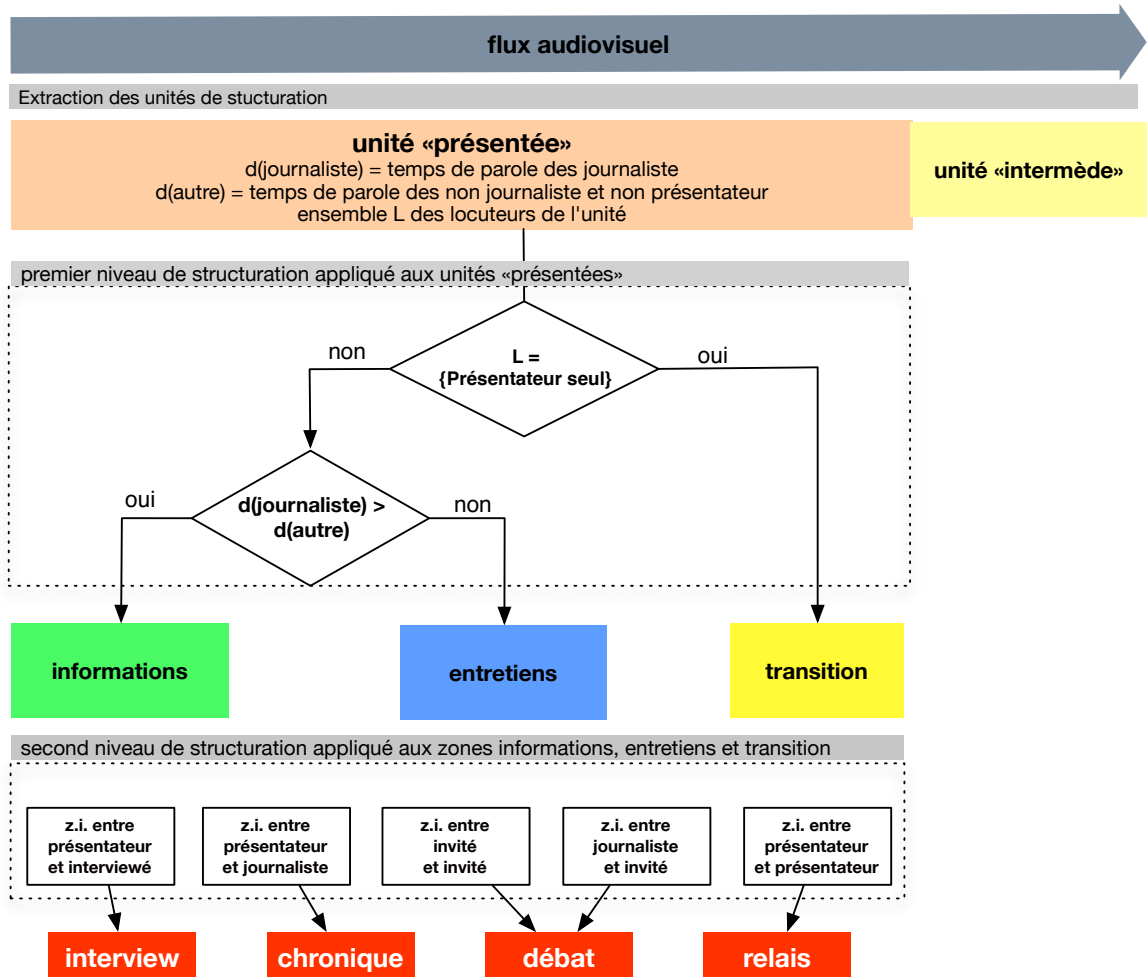 flux audiovisuel
Extraction des unités de stucturation
unité «présentée»
d(journaliste) = temps de parole des journaliste
d(autre) = temps de parole des non journaliste et non présentateur
ensemble L des locuteurs de l'unité
unité «intermède»
premier niveau de structuration appliqué aux unités «présentées»
non
L =
{Présentateur seul}
oui
oui
d(journaliste) >
d(autre)
non
informations
entretiens
transition
second niveau de structuration appliqué aux zones informations, entretiens et transition
z.i. entre
présentateur
et interviewé
z.i. entre
présentateur
et journaliste
z.i. entre
invité
et invité
z.i. entre
journaliste
et invité
z.i. entre
présentateur
et présentateur
interview
chronique
débat
relais